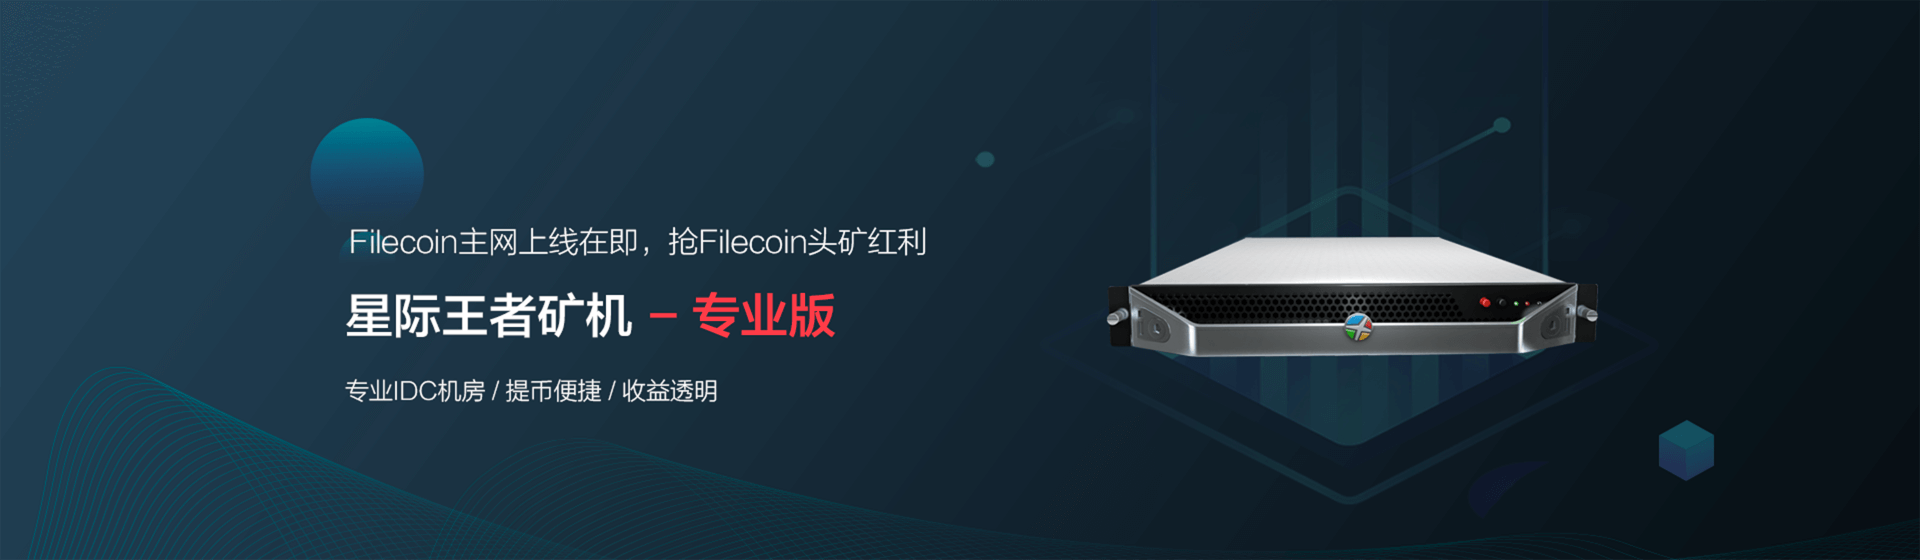 Filecoin主网上线在即，抢Filecoin头矿红利
星际王者矿机 – 专业版
专业IDC机房 / 提币便捷 / 收益透明